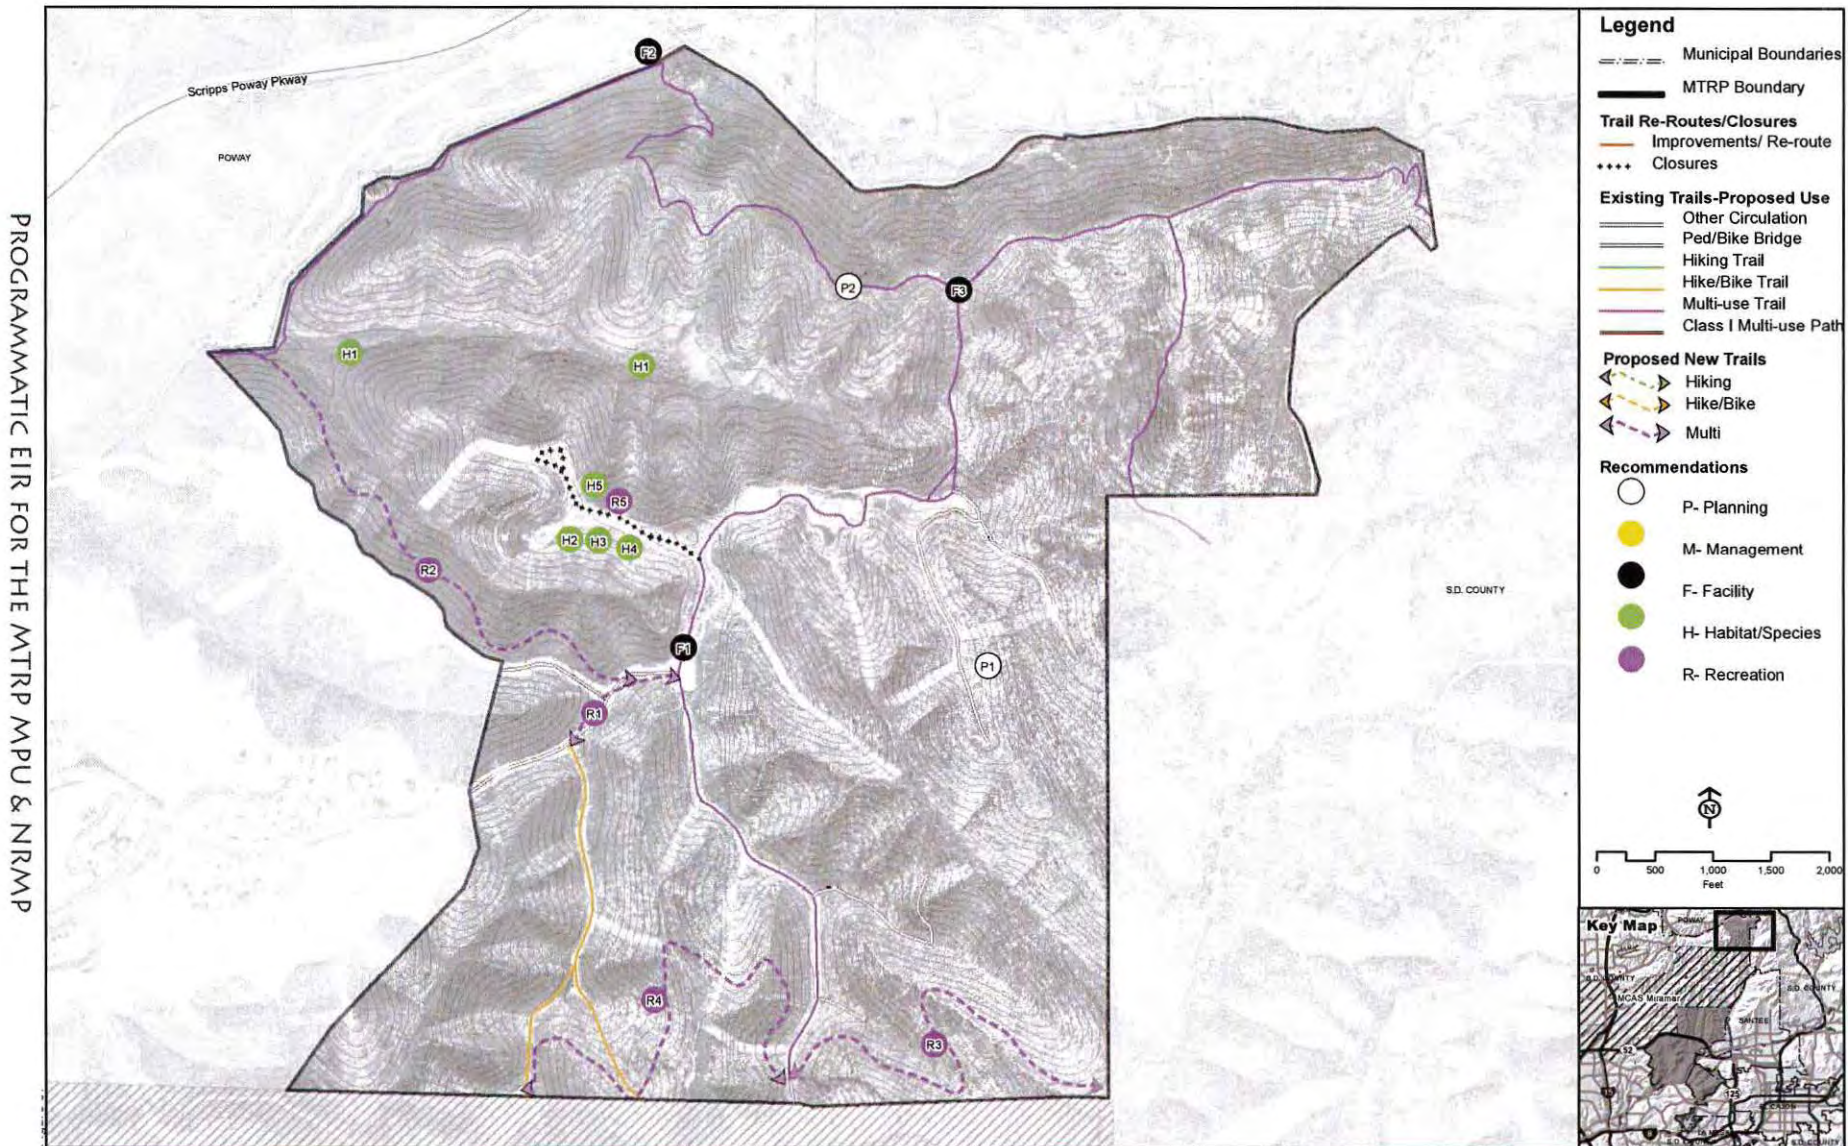 PROGRAMMATIC EIR FOR THE MTRP MPU & NRMP
F2
Scripps Poway Pkway
POWAY
P2
F3
H1
H1
H5
R5
H2
H3
H4
R2
S.D. COUNTY
F1
P1
R1
R4
R3
Legend
Municipal Boundaries
MTRP Boundary
Trail Re-Routes/Closures
Improvements/ Re-route
Closures
Existing Trails-Proposed Use
Other Circulation
Ped/Bike Bridge
Hiking Trail
Hike/Bike Trail
Multi-use Trail
Class I Multi-use Path
Proposed New Trails
Hiking
Hike/Bike
Multi
Recommendations
P- Planning
M- Management
F- Facility
H- Habitat/Species
R- Recreation
N
0 500 1,000 1,500 2,000
Feet
Key Map
POWAY
S.D. COUNTY
MCAS Miramar
S.D. COUNTY
SANTEE
52
125